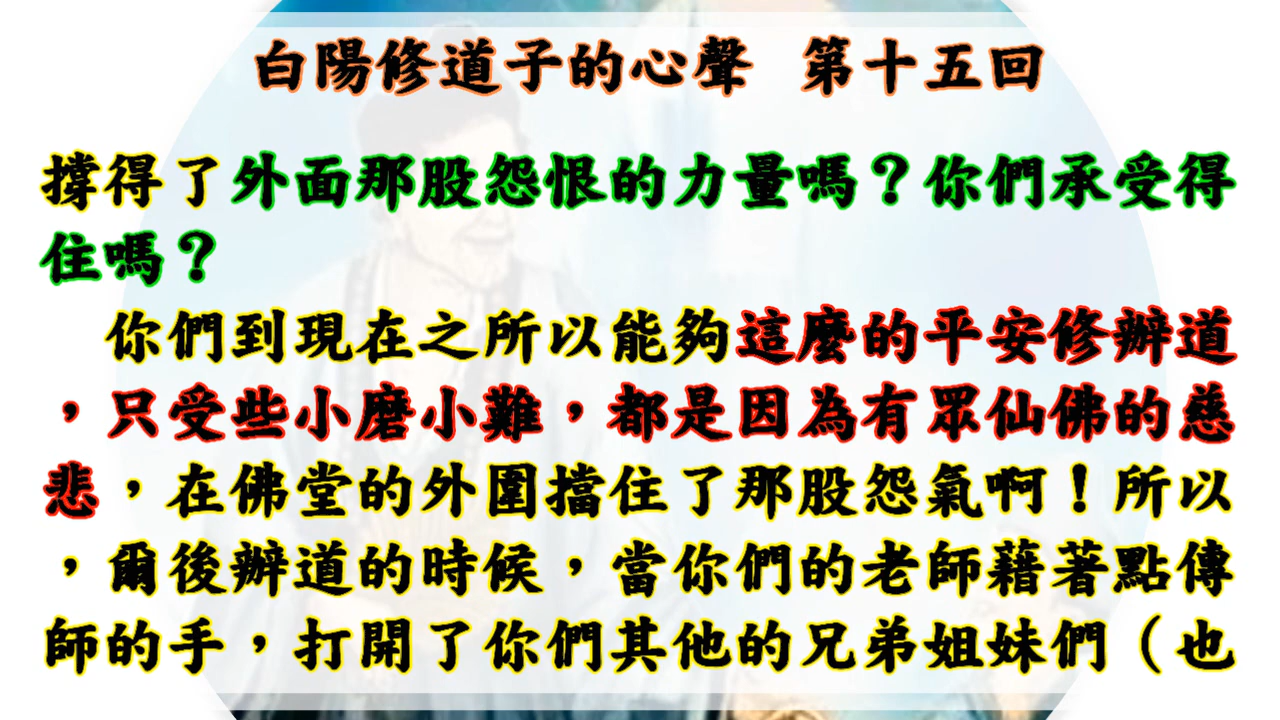 白陽修道子的心聲 第十五回
撐得了外面那股怨恨的力量嗎？你們承受得
住嗎？
你們到現在之所以能夠這麼的平安修辦道
，只受些小磨小難，都是因為有眾仙佛的慈
悲，在佛堂的外圍擋住了那股怨氣啊！所以
，爾後辦道的時候，當你們的老師藉著點傳
師的手，打開了你們其他的兄弟姐妹們（也